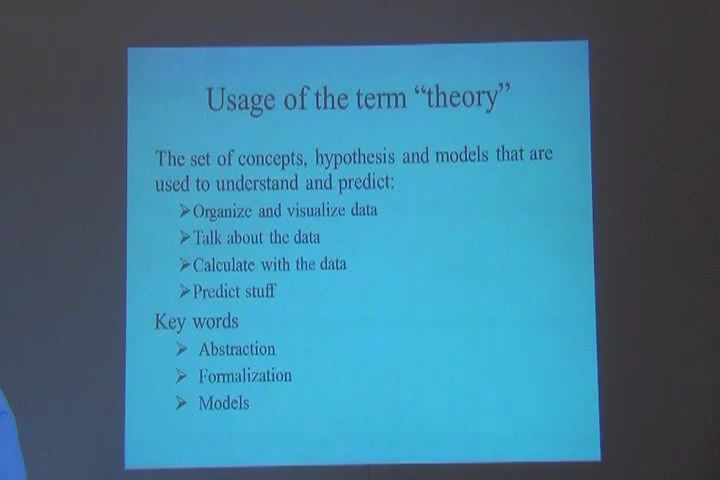 Usage of the term “theory”
The set of concepts, hypothesis and models that are
used to understand and predict:
➢Organize and visualize data
➢Talk about the data
➢Calculate with the data
➢Predict stuff
Key words
➢ Abstraction
➢ Formalization
➢ Models